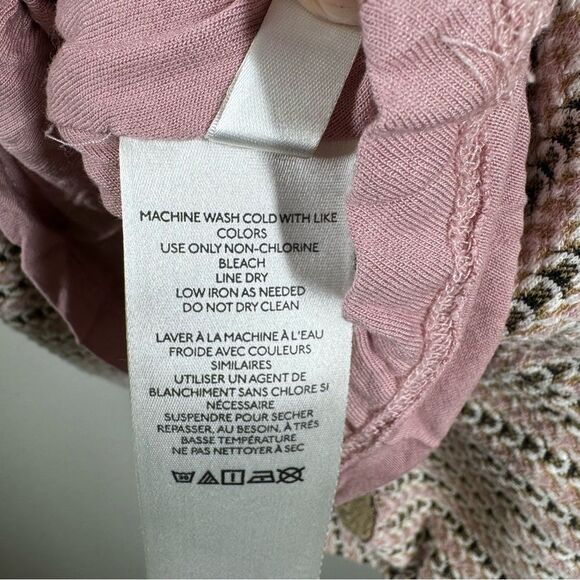 MACHINE WASH COLD WITH LIKE
COLORS
USE ONLY NON-CHLORINE
BLEACH
LINE DRY
LOW IRON AS NEEDED
DO NOT DRY CLEAN
LAVER À LA MACHINE À L'EAU
FROIDE AVEC COULEURS
SIMILAIRES
UTILISER UN AGENT DE
BLANCHIMENT SANS CHLORE SI
NÉCESSAIRE
SUSPENDRE POUR SECHER
REPASSER, AU BESOIN, À TRÈS
BASSE TEMPÉRATURE
NE PAS NETTOYER À SEC
30